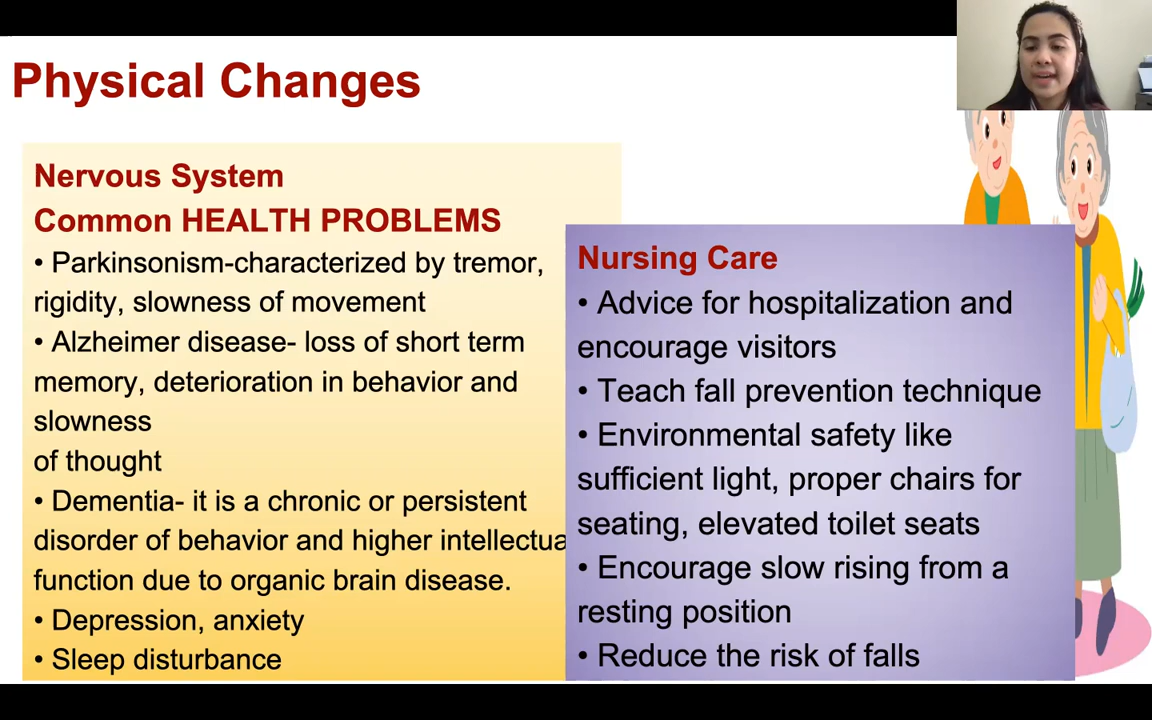 Physical Changes
Nervous System
Common HEALTH PROBLEMS
• Parkinsonism-characterized by tremor,
rigidity, slowness of movement
• Alzheimer disease- loss of short term
memory, deterioration in behavior and
slowness
of thought
• Dementia- it is a chronic or persistent
disorder of behavior and higher intellectua
function due to organic brain disease.
• Depression, anxiety
• Sleep disturbance
Nursing Care
• Advice for hospitalization and
encourage visitors
• Teach fall prevention technique
• Environmental safety like
sufficient light, proper chairs for
seating, elevated toilet seats
• Encourage slow rising from a
resting position
• Reduce the risk of falls